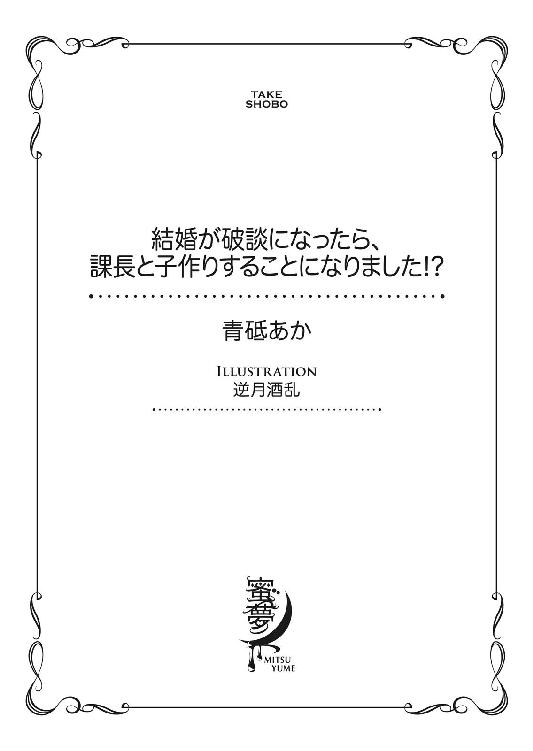 TAKE
SHOBO
結婚が破談になったら、
課長と子作りすることになりました!?
青砥あか
ILLUSTRATION
逆月酒乱
蜜夢
MITSU
YUME